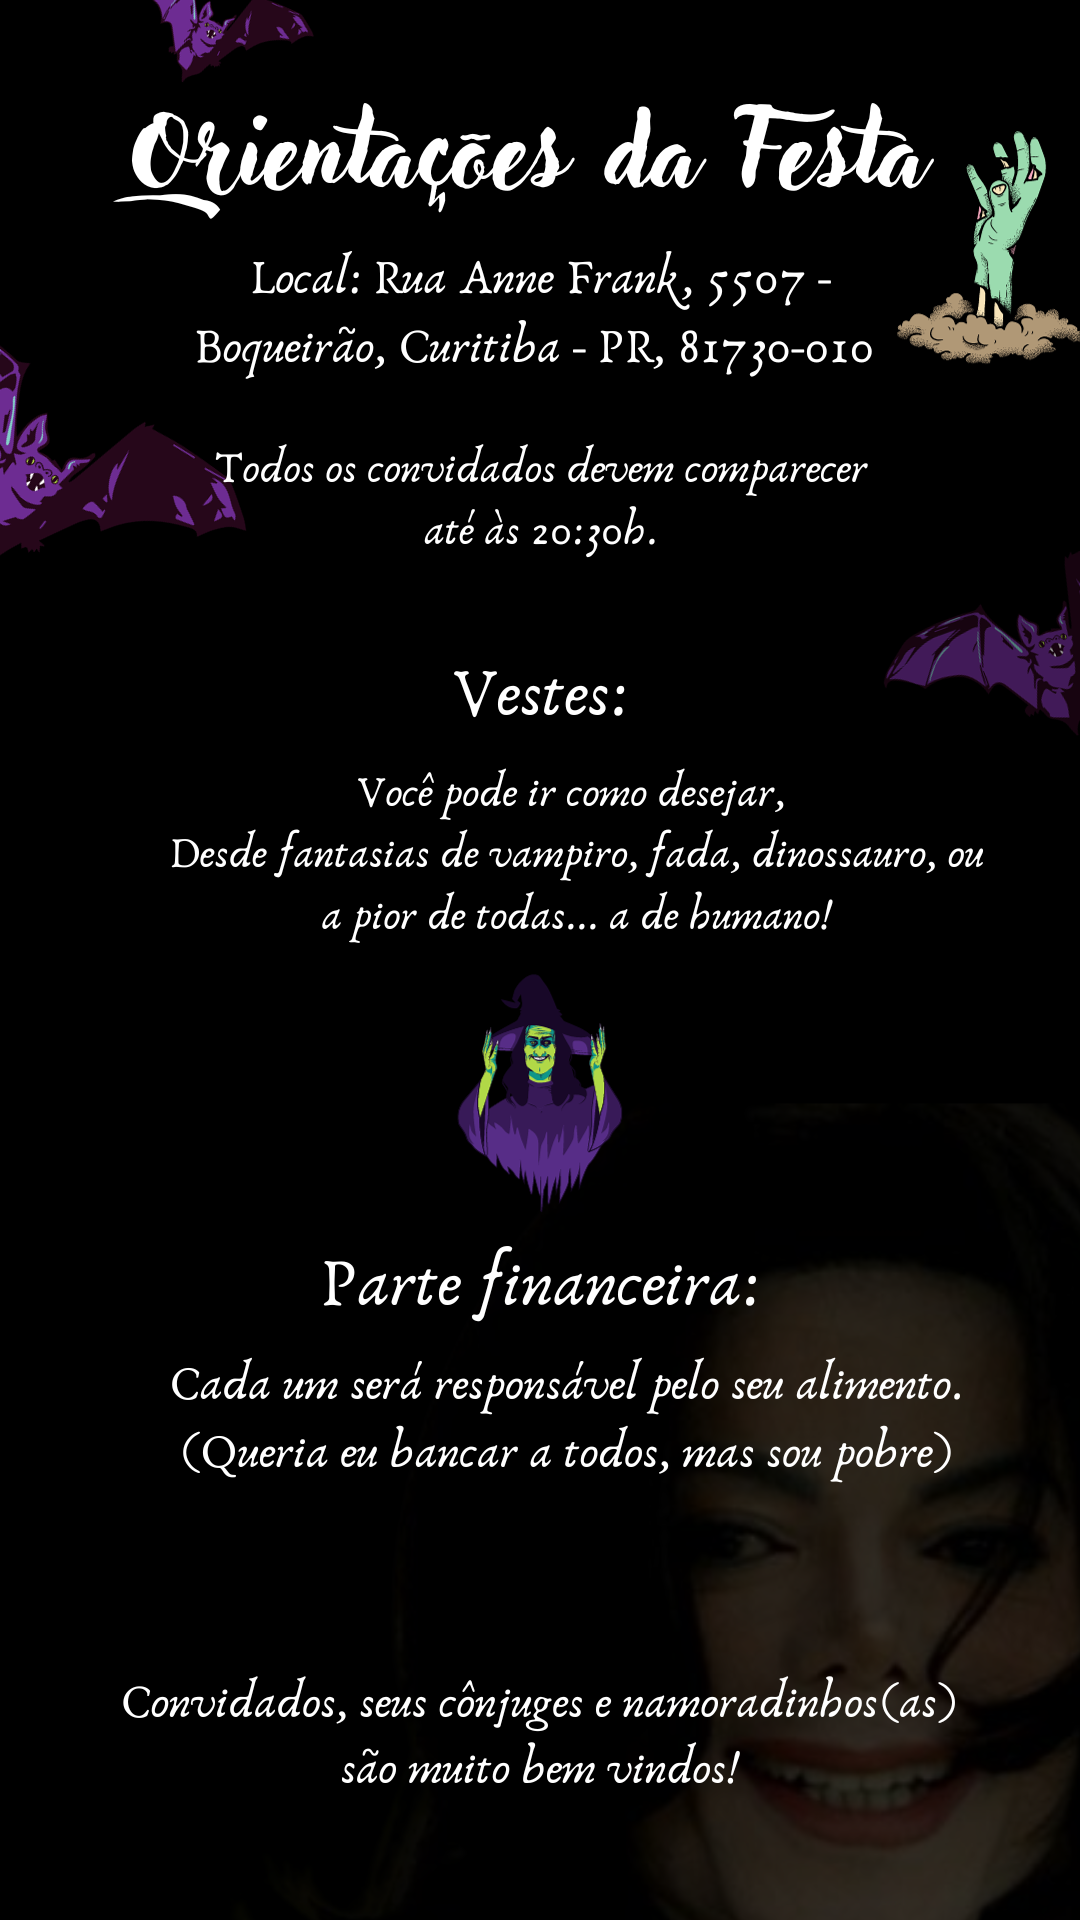 Orientações da Festa
Local: Rua Anne Frank, 5507 -
Boqueirão, Curitiba - PR, 81730-010
Todos os convidados devem comparecer
até às 20:30h.
Vestes:
Você pode ir como desejar,
Desde fantasias de vampiro, fada, dinossauro, ou
a pior de todas... a de humano!
Parte financeira:
Cada um será responsável pelo seu alimento.
(Queria eu bancar a todos, mas sou pobre)
Convidados, seus cônjuges e namoradinhos(as)
são muito bem vindos!